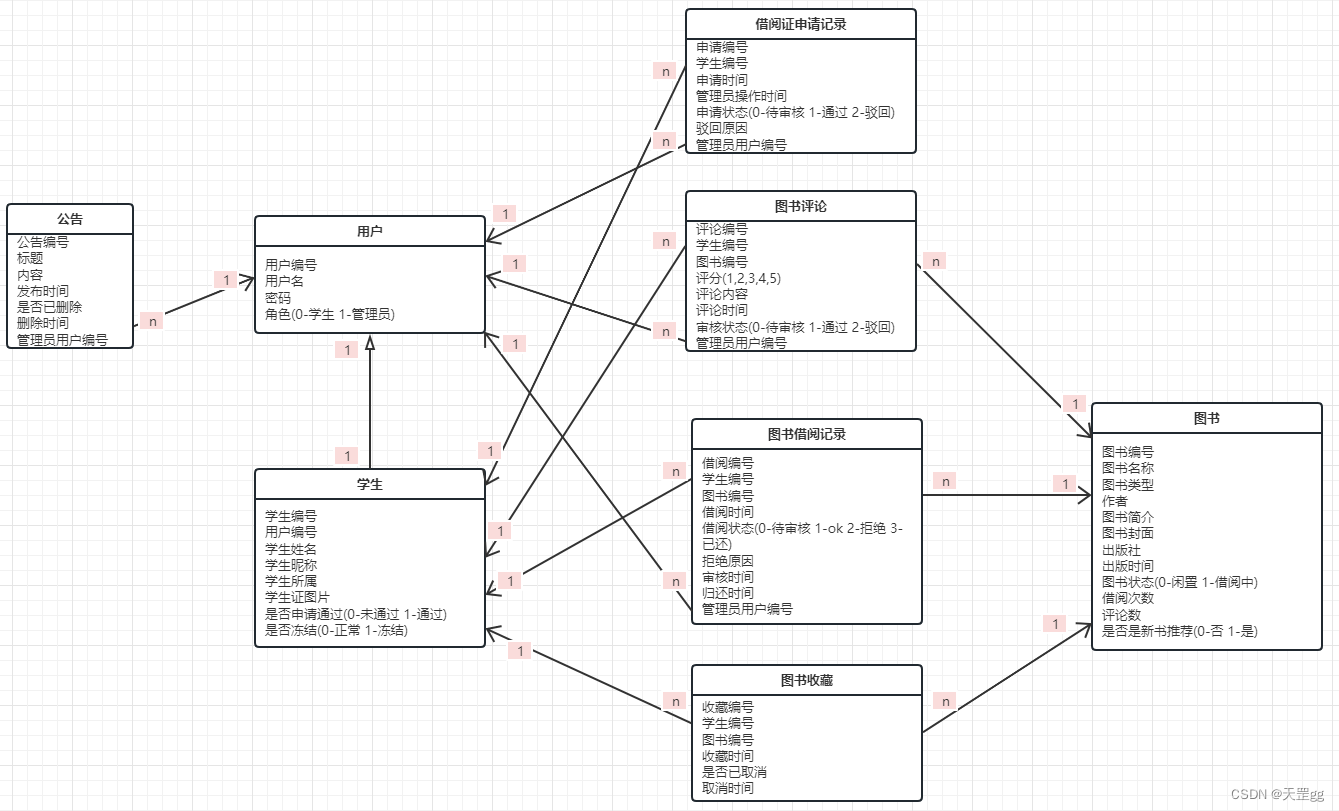 借阅证申请记录
申请编号
学生编号
申请时间
管理员操作时间
申请状态(0-待审核 1-通过 2-驳回)
驳回原因
管理员用户编号
n
n
1
1
公告
公告编号
标题
内容
发布时间
是否已删除
删除时间
管理员用户编号
n
1
用户
用户编号
用户名
密码
角色(0-学生 1-管理员)
1
1
1
图书评论
评论编号
学生编号
图书编号
评分(1,2,3,4,5)
评论内容
评论时间
审核状态(0-待审核 1-通过 2-驳回)
管理员用户编号
n
n
n
1
1
学生
学生编号
用户编号
学生姓名
学生昵称
学生所属
学生证图片
是否申请通过(0-未通过 1-通过)
是否冻结(0-正常 1-冻结)
1
1
1
1
图书借阅记录
借阅编号
学生编号
图书编号
借阅时间
借阅状态(0-待审核 1-ok 2-拒绝 3-
已还)
拒绝原因
审核时间
归还时间
管理员用户编号
n
n
n
1
图书
图书编号
图书名称
图书类型
作者
图书简介
图书封面
出版社
出版时间
图书状态(0-闲置 1-借阅中)
借阅次数
评论数
是否是新书推荐(0-否 1-是)
1
图书收藏
收藏编号
学生编号
图书编号
收藏时间
是否已取消
取消时间
n
n
CSDN @天罡gg